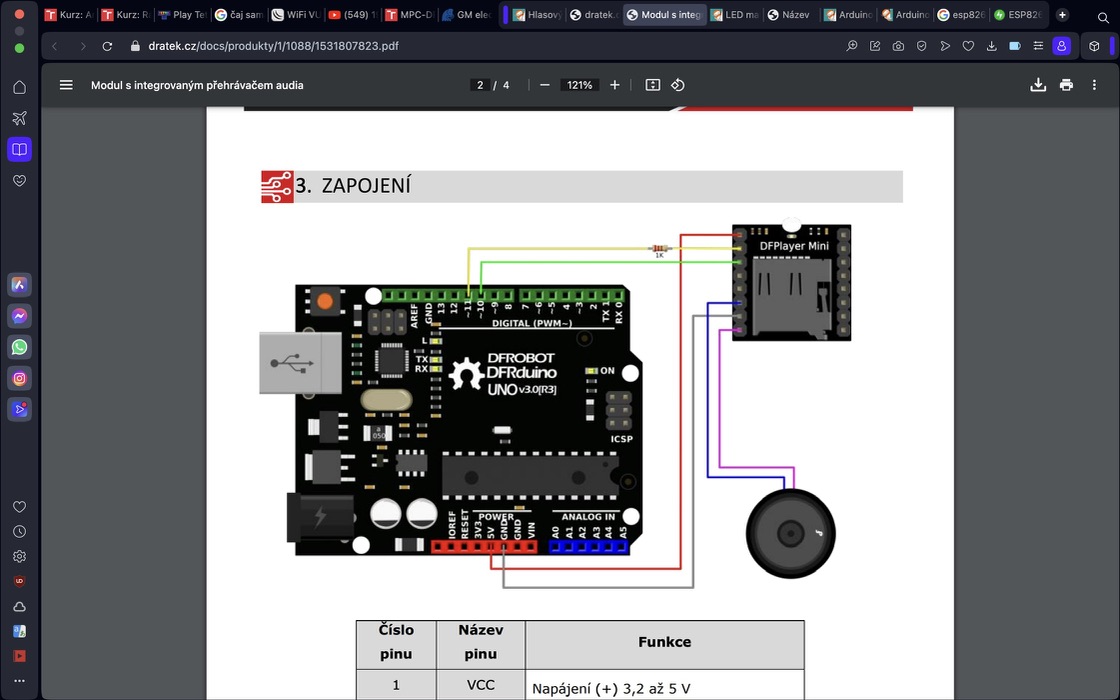 Kurz: A
Kurz: R
Play Te
čaj sam
WiFi VU
(549) 1
MPC-D
GM ele
Hlasov
dratek.
Modul s integ
LED ma
Název
Arduino
Arduin
esp826
ESP826
dratek.cz/docs/produkty/1/1088/1531807823.pdf
Modul s integrovaným přehrávačem audia
2 / 4
121%
3. ZAPOJENÍ
DFPlayer Mini
1K
AREF
GND
13
12
~11
~10
~9
8
7
~6
~5
4
~3
2
TX 1
RX 0
DIGITAL (PWM~)
L
TX
RX
DFROBOT
DFRduino
UNO v3.0[R3]
ON
ICSP
IOREF
RESET
3V3
5V
GND
GND
VIN
POWER
ANALOG IN
A0
A1
A2
A3
A4
A5
Číslo pinu
Název pinu
Funkce
1
VCC
Napájení (+) 3,2 až 5 V